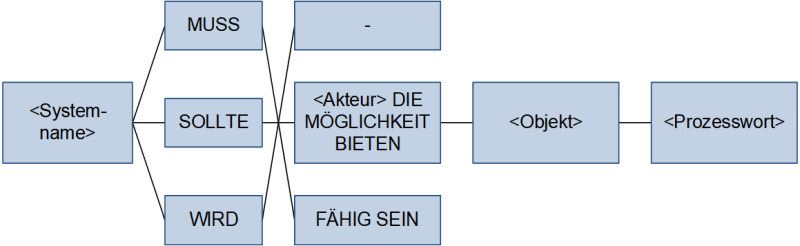 <System-
name>
MUSS
SOLLTE
WIRD
-
<Akteur> DIE
MÖGLICHKEIT
BIETEN
FÄHIG SEIN
<Objekt>
<Prozesswort>